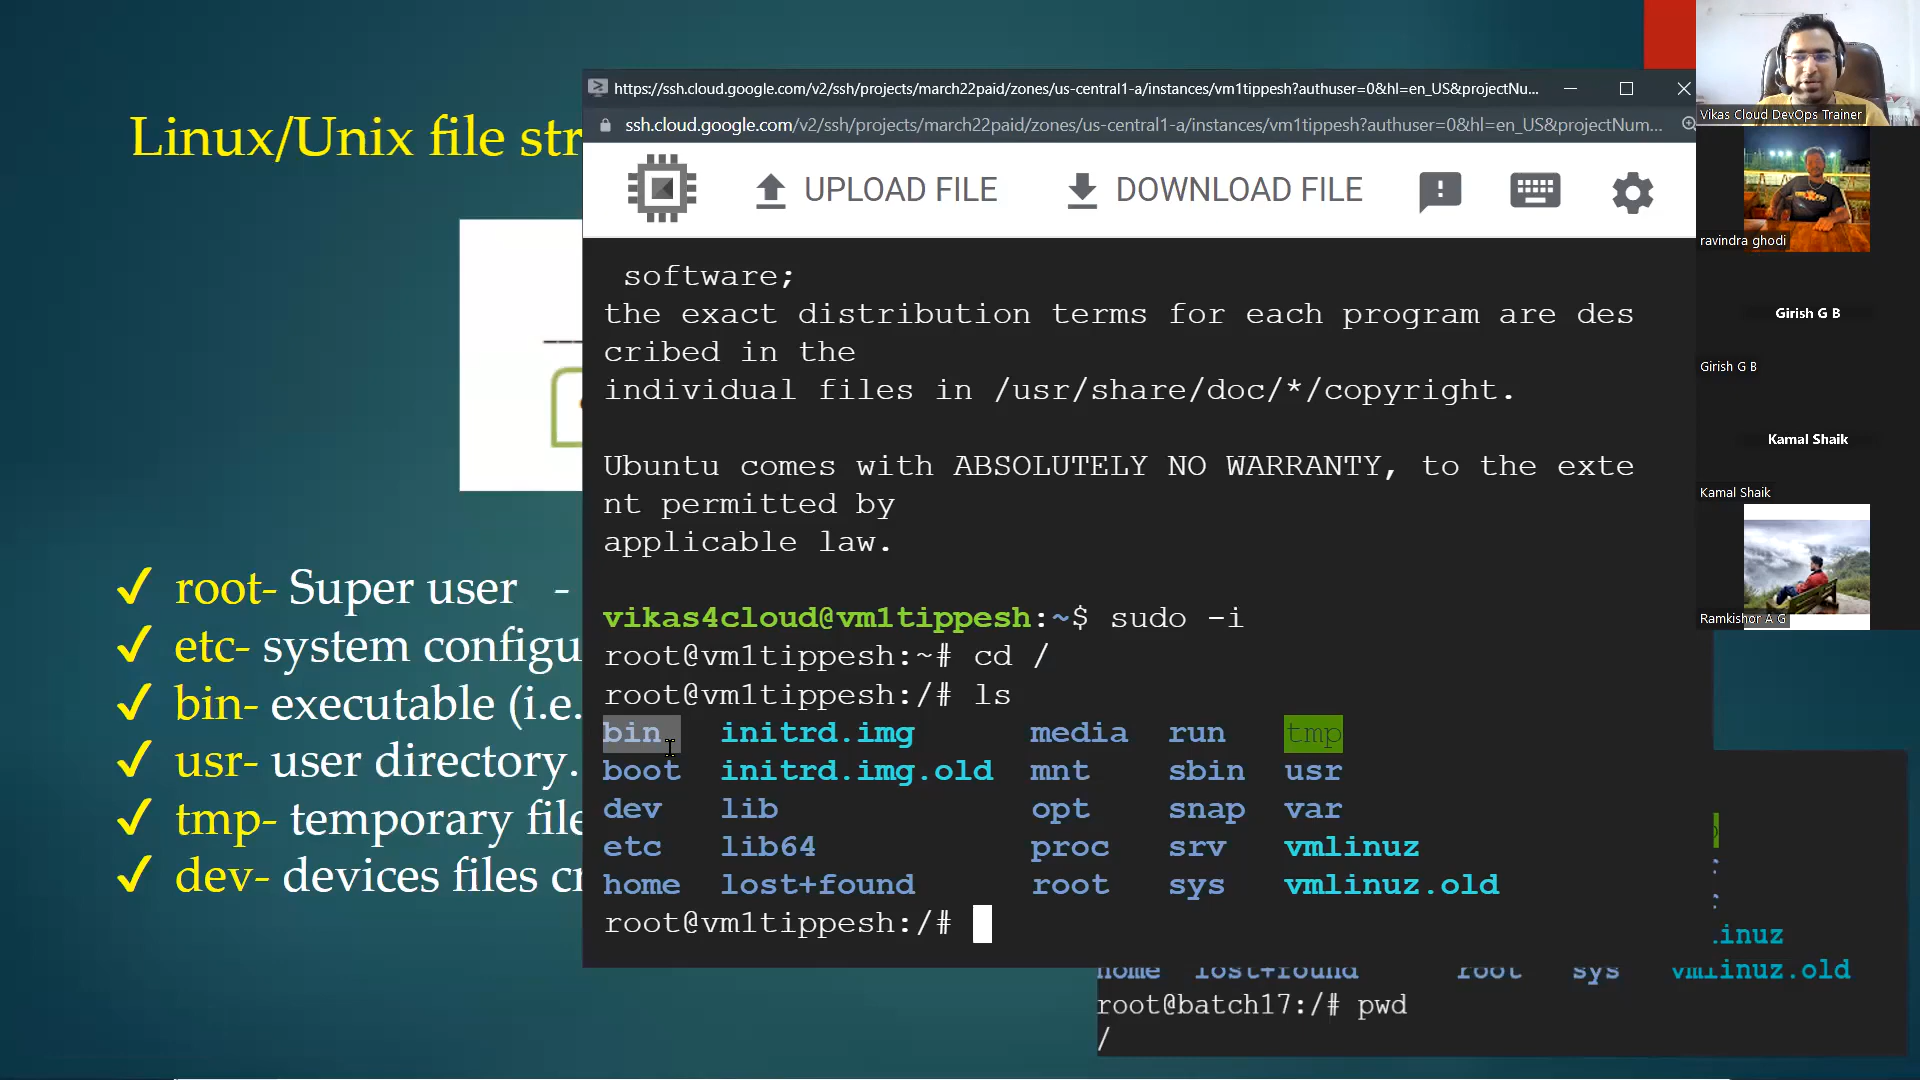 Linux/Unix file str
root- Super user -
etc- system configu
bin- executable (i.e.
usr- user directory.
tmp- temporary file
dev- devices files cr
https://ssh.cloud.google.com/v2/ssh/projects/march22paid/zones/us-central1-a/instances/vm1tippesh?authuser=0&hl=en_US&projectNu...
ssh.cloud.google.com/v2/ssh/projects/march22paid/zones/us-central1-a/instances/vm1tippesh?authuser=0&hl=en_US&projectNum...
UPLOAD FILE DOWNLOAD FILE
software;
the exact distribution terms for each program are des
cribed in the
individual files in /usr/share/doc/*/copyright.
Ubuntu comes with ABSOLUTELY NO WARRANTY, to the exte
nt permitted by
applicable law.
vikas4cloud@vm1tippesh:~$ sudo -i
root@vm1tippesh:~# cd /
root@vm1tippesh:/# ls
bin initrd.img media run tmp
boot initrd.img.old mnt sbin usr
dev lib opt snap var
etc lib64 proc srv vmlinuz
home lost+found root sys vmlinuz.old
root@vm1tippesh:/#
inuz
home lost+found root sys vmlinuz.old
root@batch17:/# pwd
/
Vikas Cloud DevOps Trainer
ravindra ghodi
Girish G B
Girish G B
Kamal Shaik
Kamal Shaik
Ramkishor A G